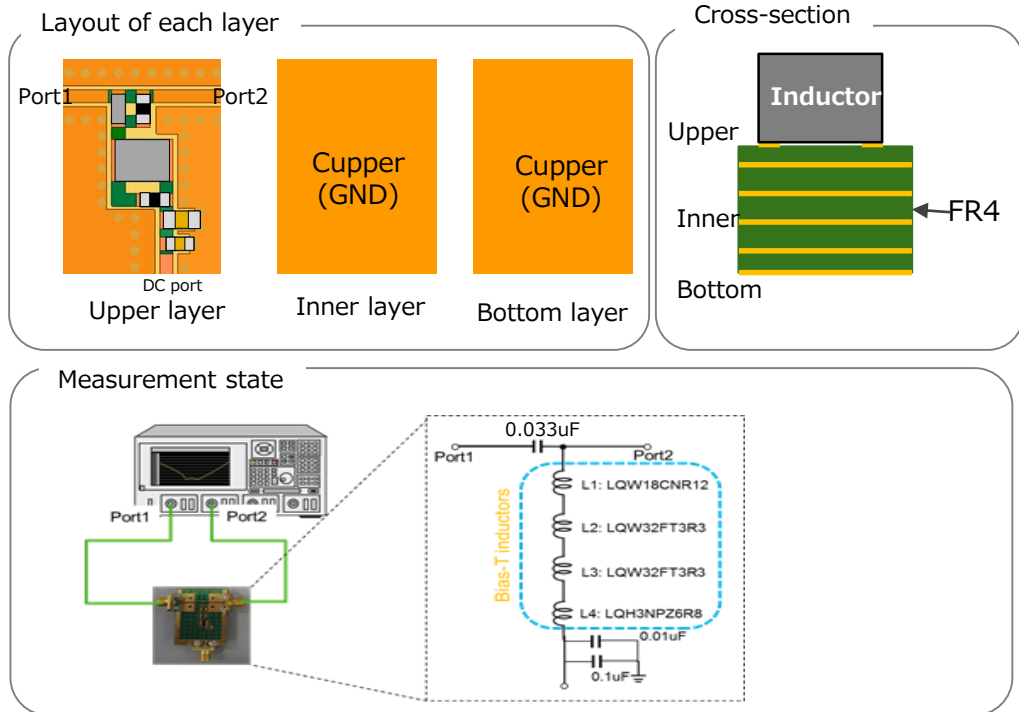 Layout of each layer
Port1
Port2
DC port
Upper layer
Cupper
(GND)
Inner layer
Cupper
(GND)
Bottom layer
Cross-section
Inductor
Upper
Inner
Bottom
FR4
Measurement state
Port1
Port2
0.033uF
Port1
Port2
Bias-T inductors
L1: LQW18CNR12
L2: LQW32FT3R3
L3: LQW32FT3R3
L4: LQH3NPZ6R8
0.01uF
0.1uF